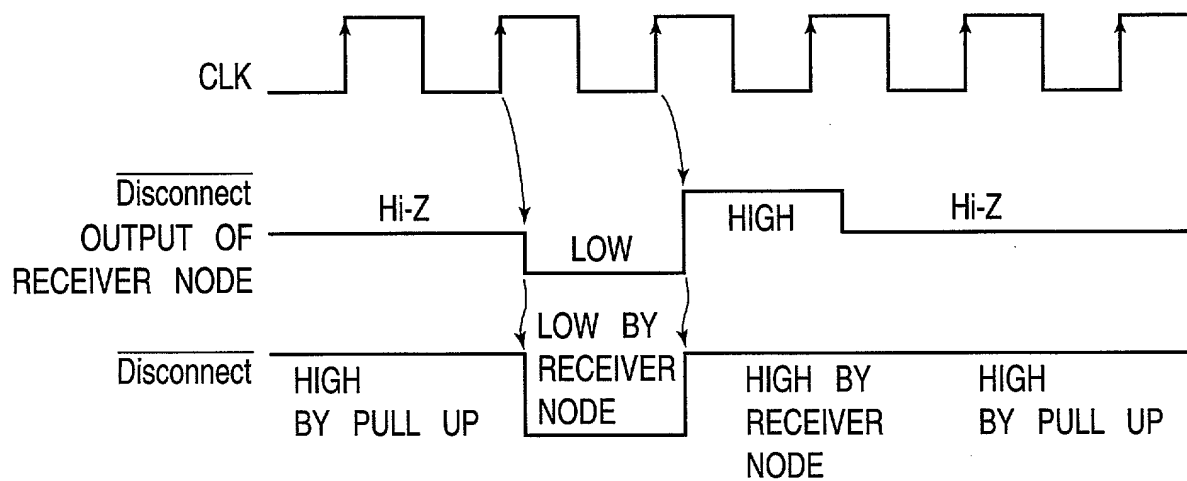 CLK
Disconnect
OUTPUT OF
RECEIVER NODE
Hi-Z
LOW
HIGH
Hi-Z
Disconnect
HIGH
BY PULL UP
LOW BY
RECEIVER
NODE
HIGH BY
RECEIVER
NODE
HIGH
BY PULL UP